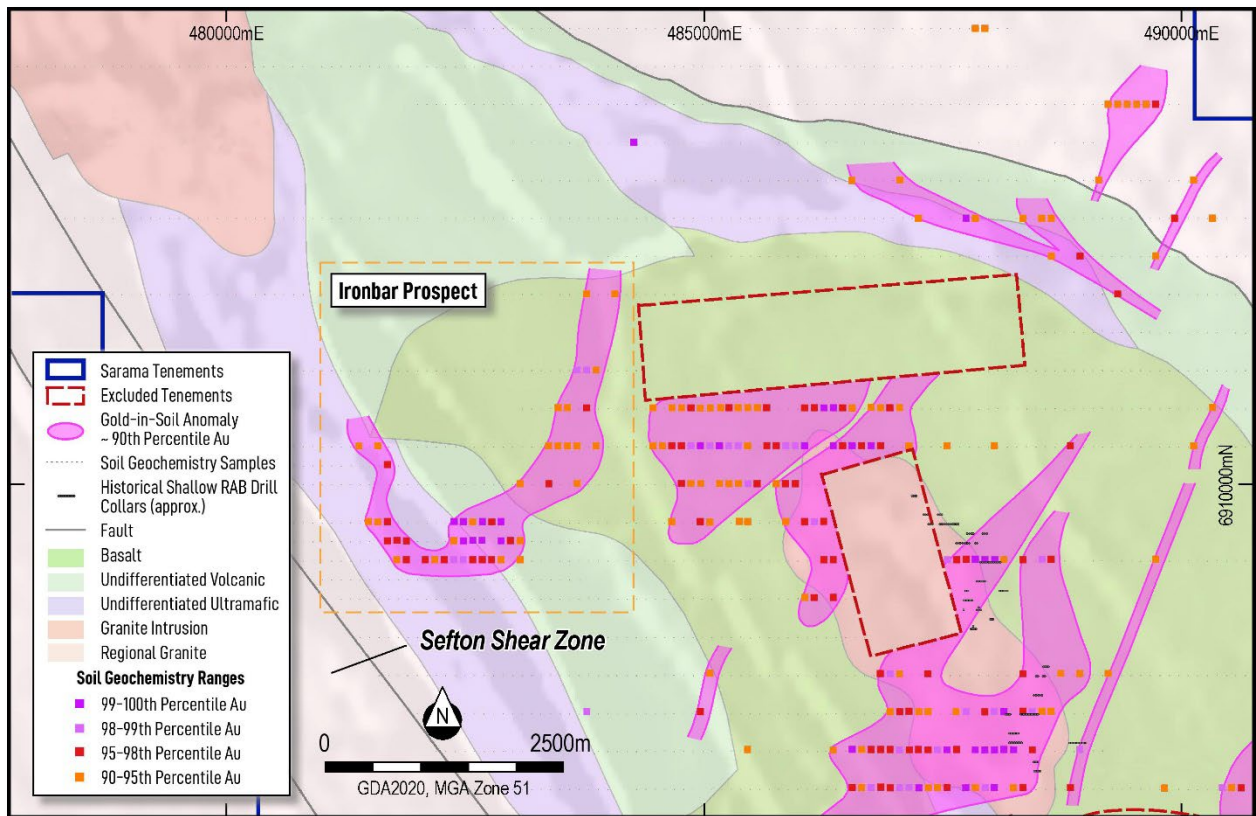 480000mE
485000mE
490000mE
Ironbar Prospect
6910000mN
Sarama Tenements
Excluded Tenements
Gold-in-Soil Anomaly
~ 90th Percentile Au
Soil Geochemistry Samples
Historical Shallow RAB Drill
Collars (approx.)
Fault
Basalt
Undifferentiated Volcanic
Undifferentiated Ultramafic
Granite Intrusion
Regional Granite
Soil Geochemistry Ranges
99-100th Percentile Au
98-99th Percentile Au
95-98th Percentile Au
90-95th Percentile Au
Sefton Shear Zone
N
0
2500m
GDA2020, MGA Zone 51